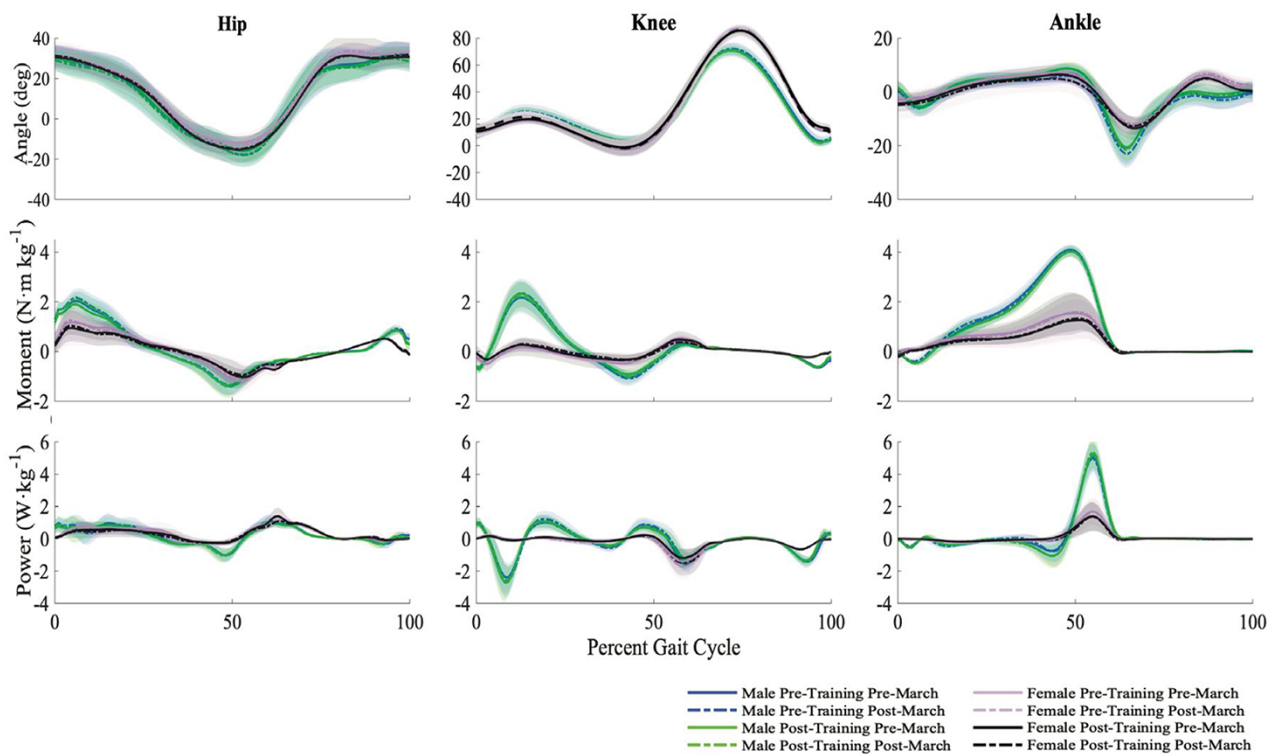 Hip
Knee
Ankle
Angle (deg)
40
20
0
-20
-40
80
60
40
20
0
-20
-40
20
0
-20
-40
Moment (N·m kg⁻¹)
4
2
0
-2
4
2
0
-2
4
2
0
-2
Power (W·kg⁻¹)
6
4
2
0
-2
-4
6
4
2
0
-2
-4
6
4
2
0
-2
-4
0 50 100
0 50 100
0 50 100
Percent Gait Cycle
Male Pre-Training Pre-March
Male Pre-Training Post-March
Male Post-Training Pre-March
Male Post-Training Post-March
Female Pre-Training Pre-March
Female Pre-Training Post-March
Female Post-Training Pre-March
Female Post-Training Post-March